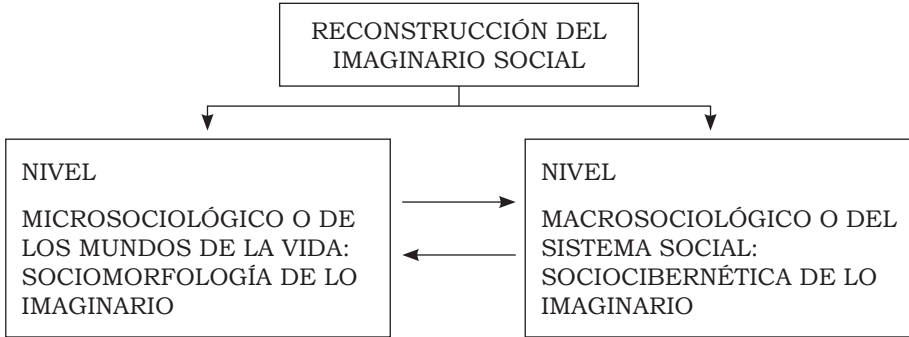 RECONSTRUCCIÓN DEL
IMAGINARIO SOCIAL
NIVEL
MICROSOCIOLÓGICO O DE
LOS MUNDOS DE LA VIDA:
SOCIOMORFOLOGÍA DE LO
IMAGINARIO
NIVEL
MACROSOCIOLÓGICO O DEL
SISTEMA SOCIAL:
SOCIOCIBERNÉTICA DE LO
IMAGINARIO